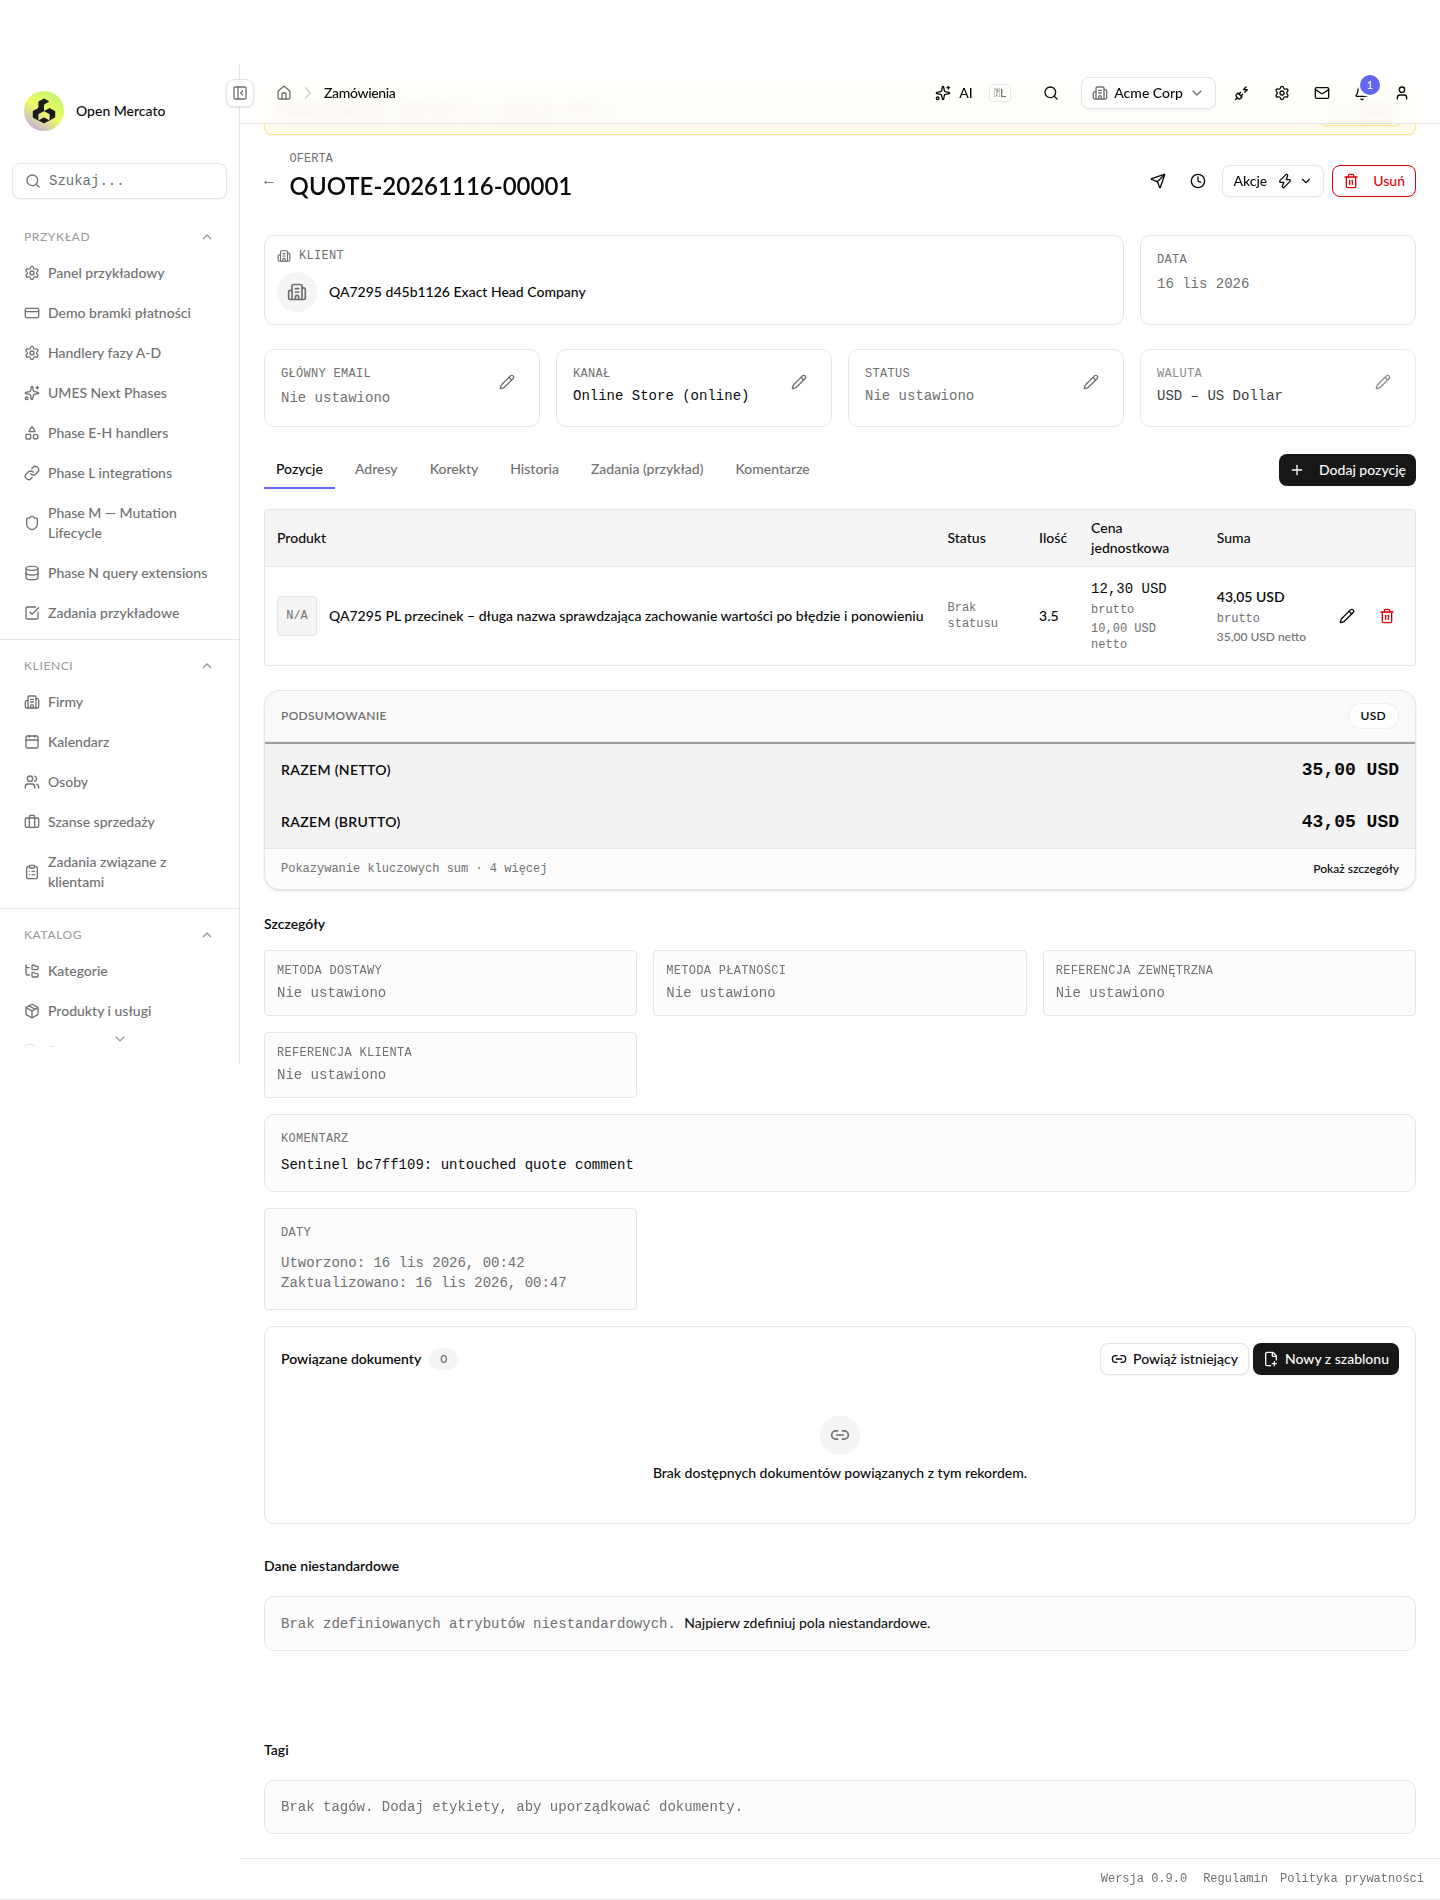 Open Mercato
Szukaj...
PRZYKŁAD
Panel przykładowy
Demo bramki płatności
Handlery fazy A-D
UMES Next Phases
Phase E-H handlers
Phase L integrations
Phase M — Mutation
Lifecycle
Phase N query extensions
Zadania przykładowe
KLIENCI
Firmy
Kalendarz
Osoby
Szanse sprzedaży
Zadania związane z
klientami
KATALOG
Kategorie
Produkty i usługi
Zamówienia
AI
L
Acme Corp
1
OFERTA
← QUOTE-20261116-00001
Akcje
Usuń
KLIENT
QA7295 d45b1126 Exact Head Company
DATA
16 lis 2026
GŁÓWNY EMAIL
Nie ustawiono
KANAŁ
Online Store (online)
STATUS
Nie ustawiono
WALUTA
USD – US Dollar
Pozycje Adresy Korekty Historia Zadania (przykład) Komentarze
Dodaj pozycję
Produkt Status Ilość Cena jednostkowa Suma
N/A
QA7295 PL przecinek – długa nazwa sprawdzająca zachowanie wartości po błędzie i ponowieniu
Brak
statusu
3.5
12,30 USD
brutto
10,00 USD
netto
43,05 USD
brutto
35,00 USD netto
PODSUMOWANIE USD
RAZEM (NETTO) 35,00 USD
RAZEM (BRUTTO) 43,05 USD
Pokazywanie kluczowych sum · 4 więcej Pokaż szczegóły
Szczegóły
METODA DOSTAWY
Nie ustawiono
METODA PŁATNOŚCI
Nie ustawiono
REFERENCJA ZEWNĘTRZNA
Nie ustawiono
REFERENCJA KLIENTA
Nie ustawiono
KOMENTARZ
Sentinel bc7ff109: untouched quote comment
DATY
Utworzono: 16 lis 2026, 00:42
Zaktualizowano: 16 lis 2026, 00:47
Powiązane dokumenty 0
Powiąż istniejący
Nowy z szablonu
Brak dostępnych dokumentów powiązanych z tym rekordem.
Dane niestandardowe
Brak zdefiniowanych atrybutów niestandardowych. Najpierw zdefiniuj pola niestandardowe.
Tagi
Brak tagów. Dodaj etykiety, aby uporządkować dokumenty.
Wersja 0.9.0 Regulamin Polityka prywatności